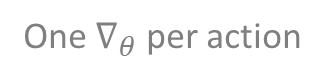 One ∇θ per action